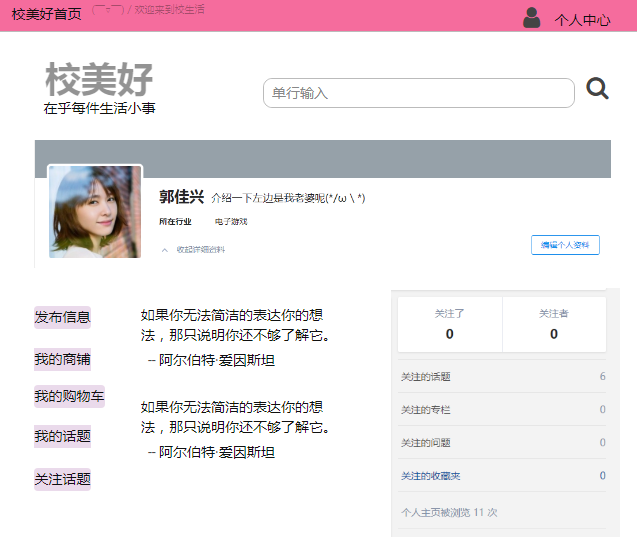 校美好首页
(￣▽￣) / 欢迎来到校生活
个人中心
校美好
在乎每件生活小事
单行输入
郭佳兴 介绍一下左边是我老婆呢(*/ω＼*)
所在行业 电子游戏
收起详细资料
编辑个人资料
发布信息
我的商铺
我的购物车
我的话题
关注话题
如果你无法简洁的表达你的想
法，那只说明你还不够了解它。
-- 阿尔伯特·爱因斯坦
如果你无法简洁的表达你的想
法，那只说明你还不够了解它。
-- 阿尔伯特·爱因斯坦
关注了 关注者
0 0
关注的话题 6
关注的专栏 0
关注的问题 0
关注的收藏夹 0
个人主页被浏览 11 次